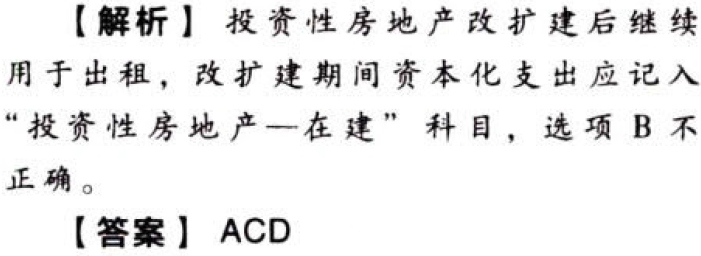 【解析】 投资性房地产改扩建后继续
用于出租，改扩建期间资本化支出应记入
“投资性房地产—在建”科目，选项 B 不
正确。
【答案】 ACD